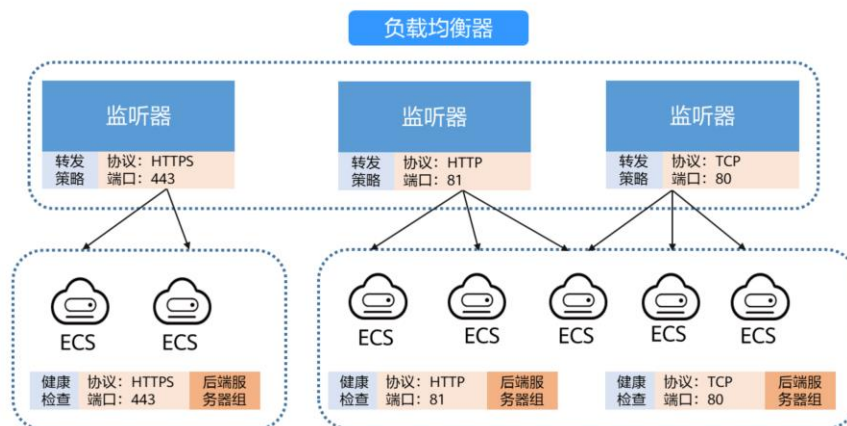 负载均衡器
监听器
转发
策略
协议：HTTPS
端口：443
监听器
转发
策略
协议：HTTP
端口：81
监听器
转发
策略
协议：TCP
端口：80
ECS
ECS
ECS
ECS
ECS
ECS
ECS
健康
检查
协议：HTTPS
端口：443
后端服
务器组
健康
检查
协议：HTTP
端口：81
后端服
务器组
健康
检查
协议：TCP
端口：80
后端服
务器组